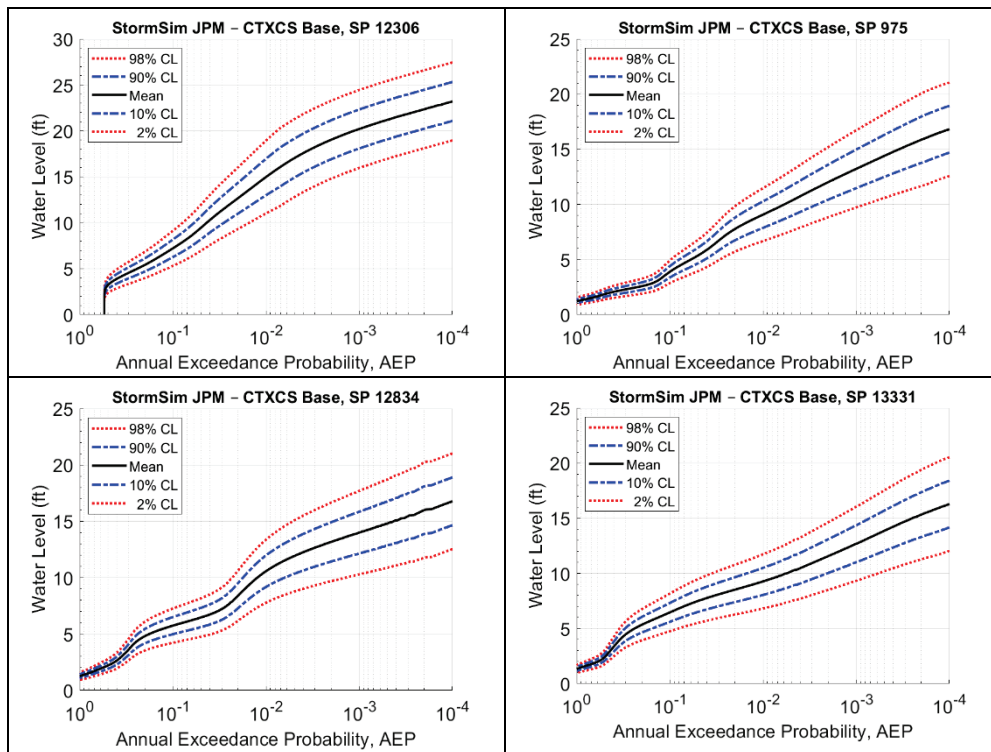 StormSim JPM – CTXCS Base, SP 12306
98% CL
90% CL
Mean
10% CL
2% CL
Water Level (ft)
30
25
20
15
10
5
0
10^0
10^-1
10^-2
10^-3
10^-4
Annual Exceedance Probability, AEP
StormSim JPM – CTXCS Base, SP 975
98% CL
90% CL
Mean
10% CL
2% CL
Water Level (ft)
25
20
15
10
5
0
10^0
10^-1
10^-2
10^-3
10^-4
Annual Exceedance Probability, AEP
StormSim JPM – CTXCS Base, SP 12834
98% CL
90% CL
Mean
10% CL
2% CL
Water Level (ft)
25
20
15
10
5
0
10^0
10^-1
10^-2
10^-3
10^-4
Annual Exceedance Probability, AEP
StormSim JPM – CTXCS Base, SP 13331
98% CL
90% CL
Mean
10% CL
2% CL
Water Level (ft)
25
20
15
10
5
0
10^0
10^-1
10^-2
10^-3
10^-4
Annual Exceedance Probability, AEP